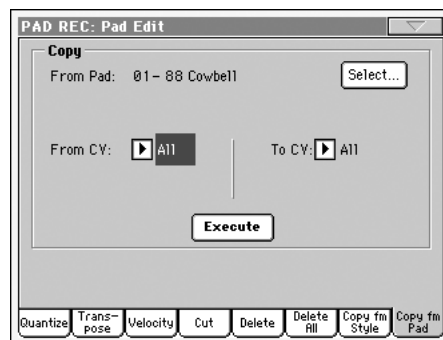 PAD REC: Pad Edit
Copy
From Pad: 01- 88 Cowbell Select...
From CV: All To CV: All
Execute
Quantize Trans-pose Velocity Cut Delete Delete All Copy fm Style Copy fm Pad